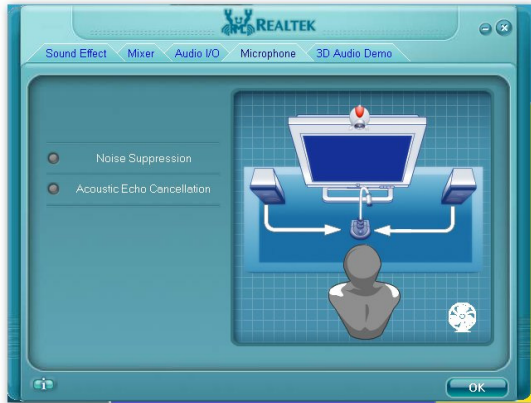 REALTEK
Sound Effect Mixer Audio I/O Microphone 3D Audio Demo
Noise Suppression
Acoustic Echo Cancellation
i
OK